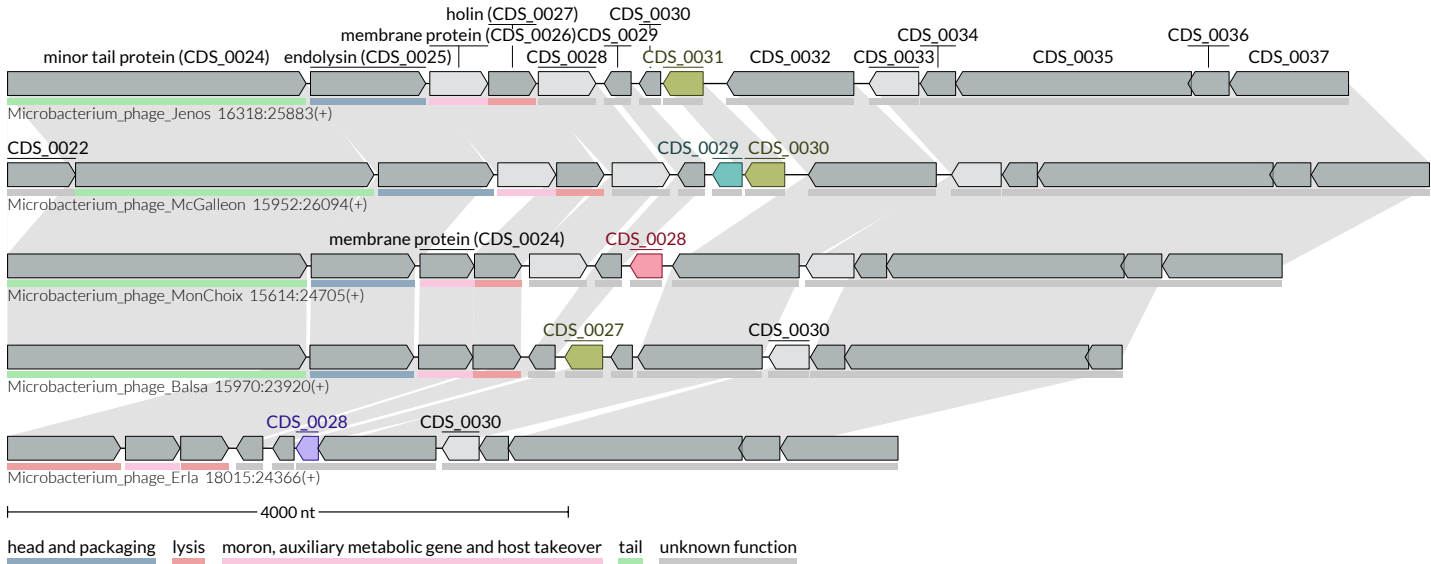 holin (CDS_0027) CDS_0030
membrane protein (CDS_0026) CDS_0029 CDS_0034 CDS_0036
minor tail protein (CDS_0024) endolysin (CDS_0025) CDS_0028 CDS_0031 CDS_0032 CDS_0033 CDS_0035 CDS_0037
Microbacterium_phage_Jenos 16318:25883(+)
CDS_0022 CDS_0029 CDS_0030
Microbacterium_phage_McGalleon 15952:26094(+)
membrane protein (CDS_0024) CDS_0028
Microbacterium_phage_MonChoix 15614:24705(+)
CDS_0027 CDS_0030
Microbacterium_phage_Balsa 15970:23920(+)
CDS_0028 CDS_0030
Microbacterium_phage_Erla 18015:24366(+)
4000 nt
head and packaging lysis moron, auxiliary metabolic gene and host takeover tail unknown function